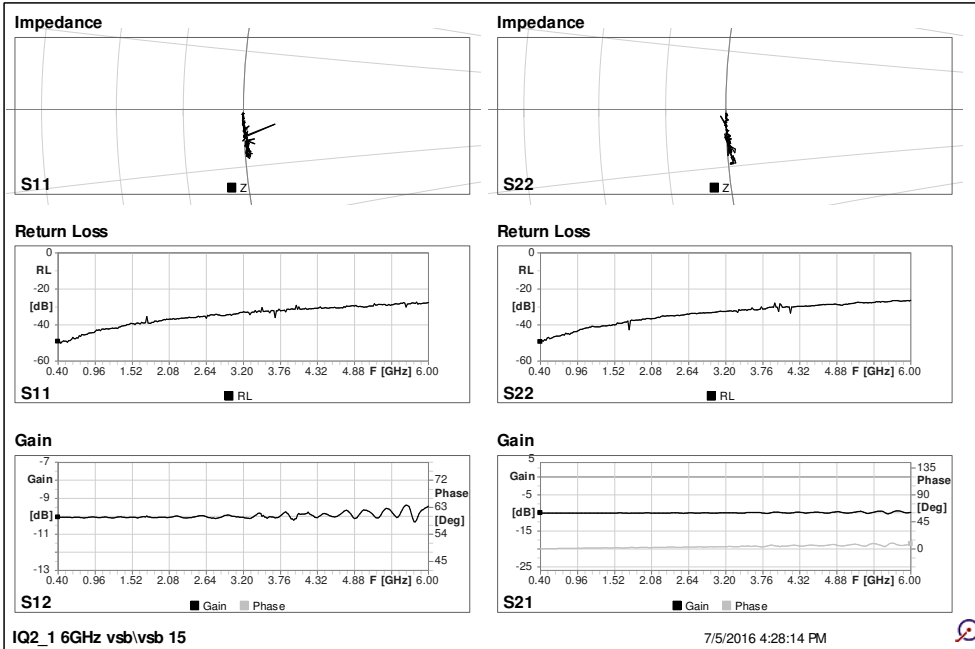 Impedance
S11
Z
Impedance
S22
Z
Return Loss
0
RL
-20
[dB]
-40
-60
0.40 0.96 1.52 2.08 2.64 3.20 3.76 4.32 4.88 F [GHz] 6.00
S11
RL
Return Loss
0
RL
-20
[dB]
-40
-60
0.40 0.96 1.52 2.08 2.64 3.20 3.76 4.32 4.88 F [GHz] 6.00
S22
RL
Gain
-7
Gain
-9
[dB]
-11
-13
72
Phase
63
[Deg]
54
45
0.40 0.96 1.52 2.08 2.64 3.20 3.76 4.32 4.88 F [GHz] 6.00
S12
Gain Phase
Gain
5
Gain
-5
[dB]
-15
-25
135
Phase
90
[Deg]
45
0
0.40 0.96 1.52 2.08 2.64 3.20 3.76 4.32 4.88 F [GHz] 6.00
S21
Gain Phase
IQ2_1 6GHz vsb\vsb 15
7/5/2016 4:28:14 PM